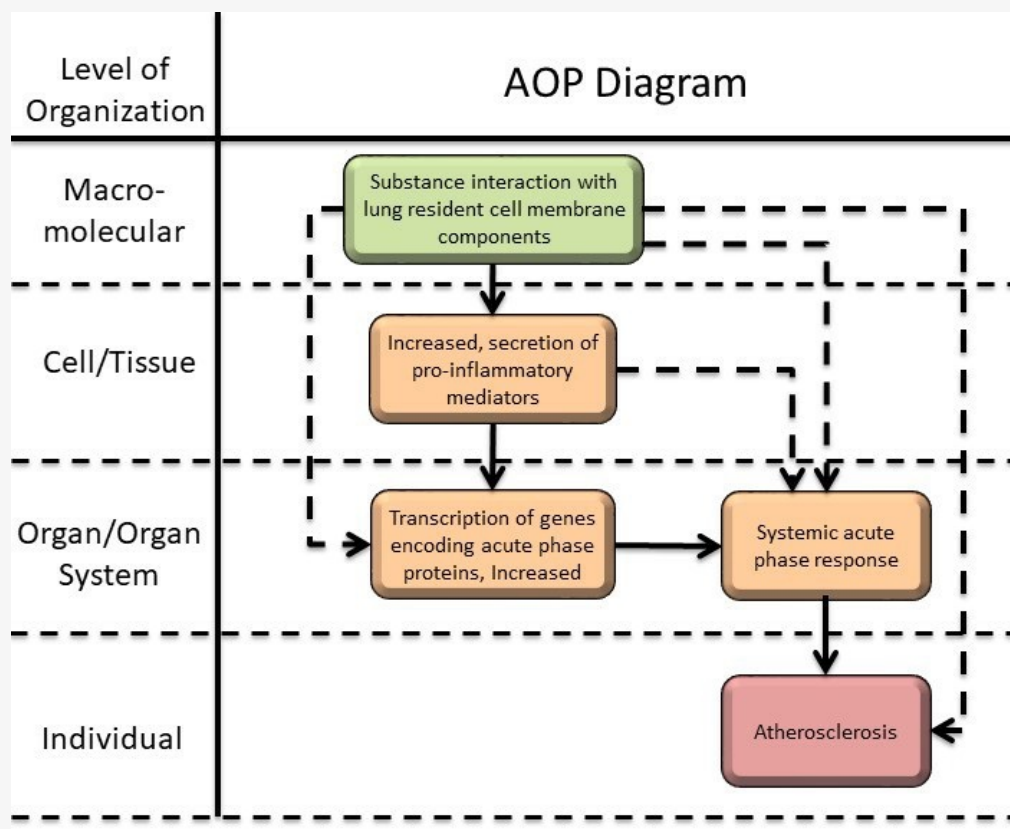 Level of
Organization
AOP Diagram
Macro-
molecular
Substance interaction with
lung resident cell membrane
components
Cell/Tissue
Increased, secretion of
pro-inflammatory
mediators
Organ/Organ
System
Transcription of genes
encoding acute phase
proteins, Increased
Systemic acute
phase response
Individual
Atherosclerosis